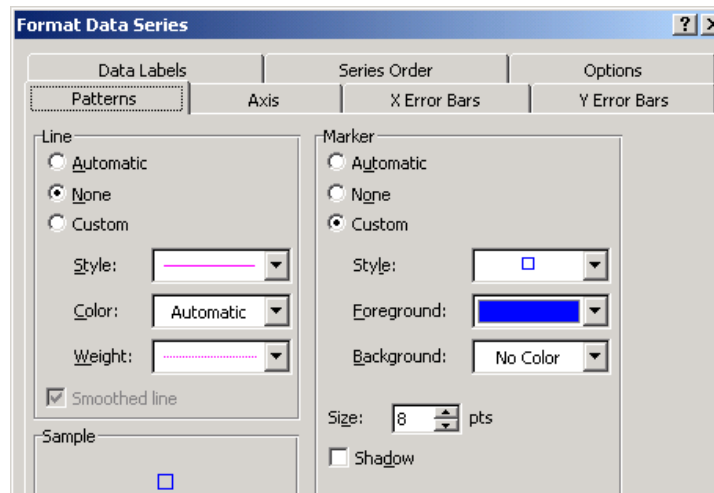 Format Data Series
Data Labels Series Order Options
Patterns Axis X Error Bars Y Error Bars
Line
Automatic
None
Custom
Style:
Color: Automatic
Weight:
Smoothed line
Sample
Marker
Automatic
None
Custom
Style:
Foreground:
Background: No Color
Size: 8 pts
Shadow